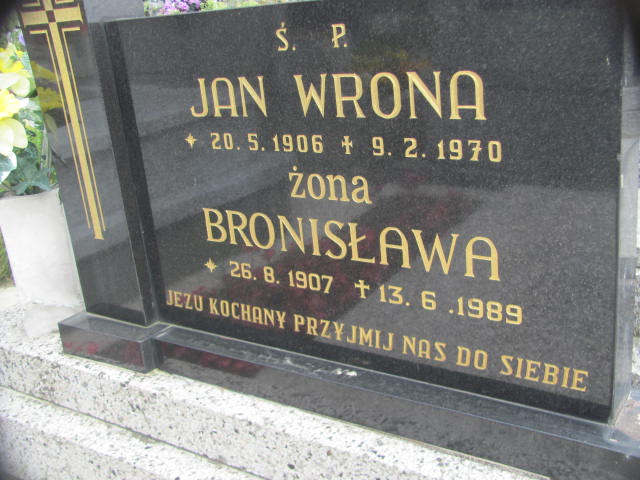 Ś. P.
JAN WRONA
✦ 20.5.1906 ✝ 9.2.1970
żona
BRONISŁAWA
✦ 26.8.1907 ✝ 13.6.1989
JEZU KOCHANY PRZYJMIJ NAS DO SIEBIE